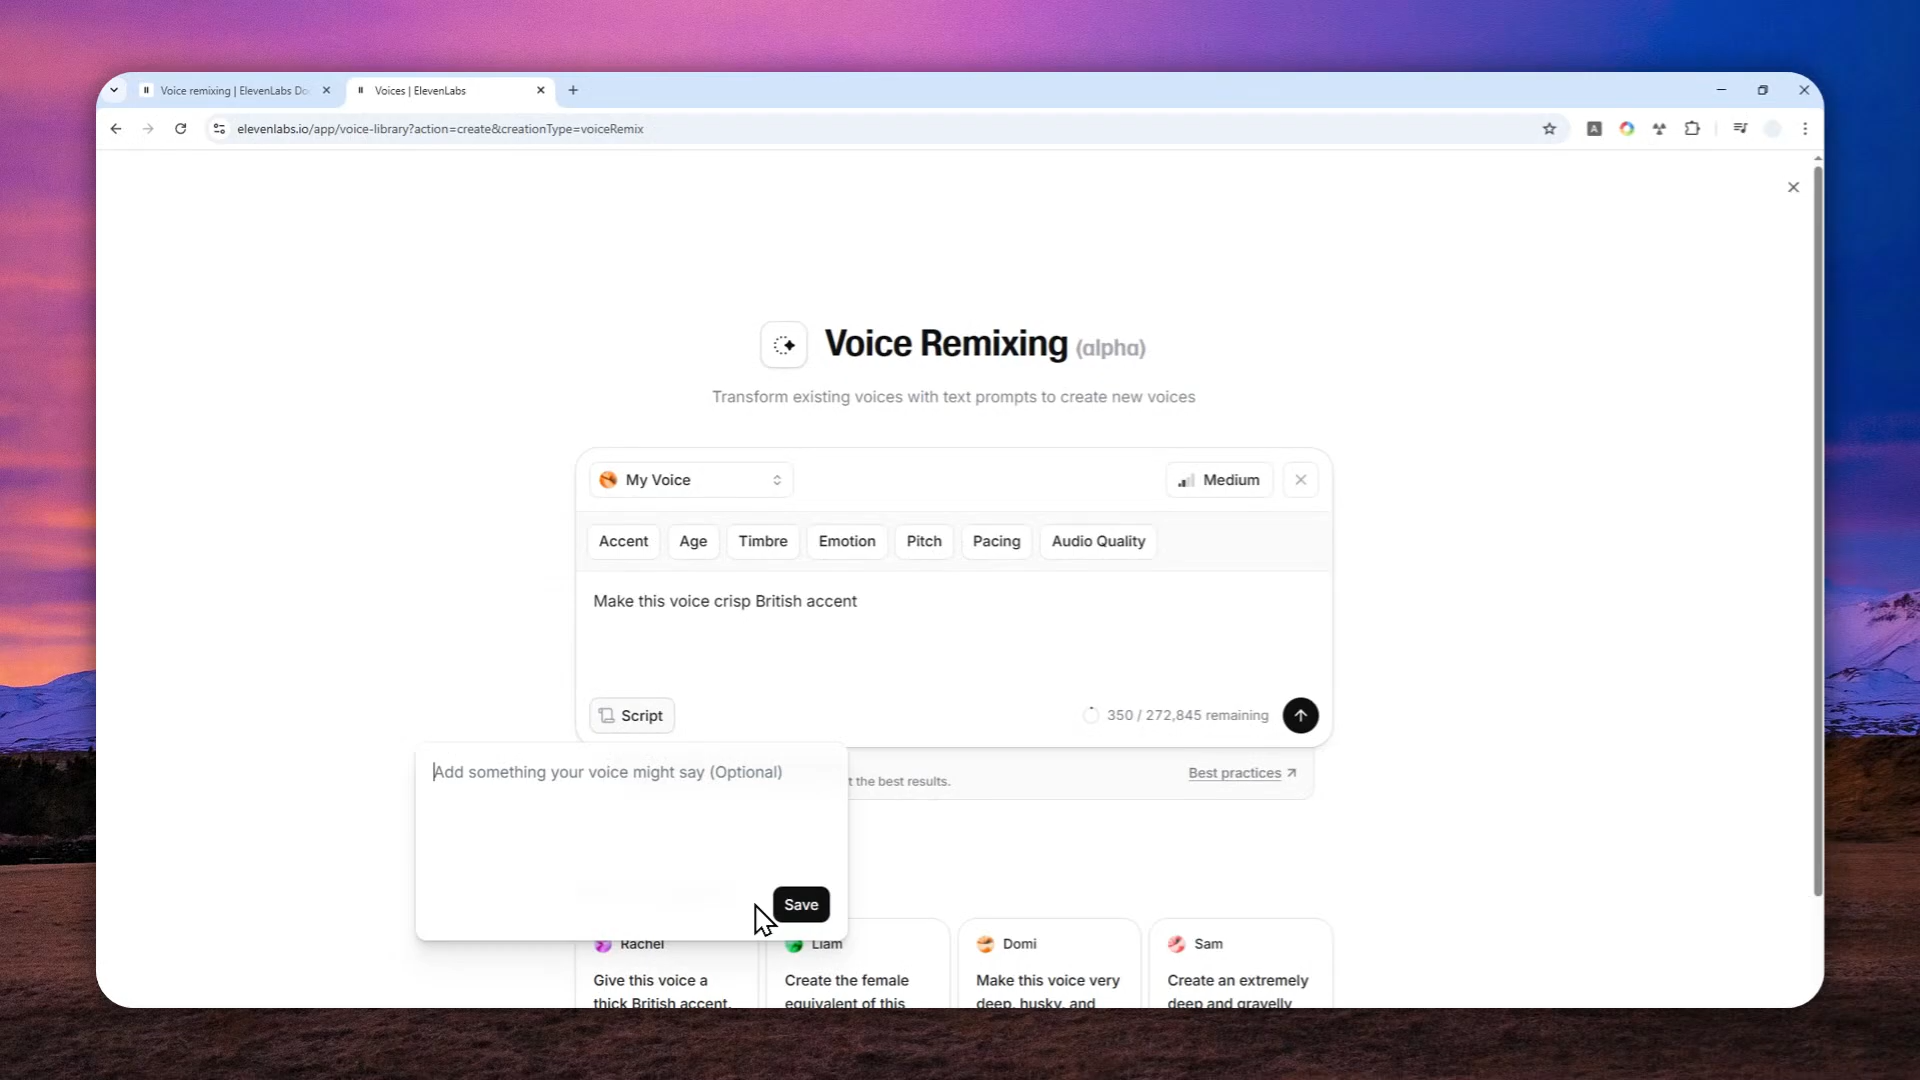 Voice remixing | ElevenLabs Do
Voices | ElevenLabs
elevenlabs.io/app/voice-library?action=create&creationType=voiceRemix
A
Voice Remixing (alpha)
Transform existing voices with text prompts to create new voices
My Voice
Medium
Accent
Age
Timbre
Emotion
Pitch
Pacing
Audio Quality
Make this voice crisp British accent
Script
350 / 272,845 remaining
Add something your voice might say (Optional)
t the best results.
Best practices
Save
Rachel
Liam
Domi
Sam
Give this voice a
thick British accent.
Create the female
equivalent of this
Make this voice very
deep, husky, and
Create an extremely
deep and gravelly